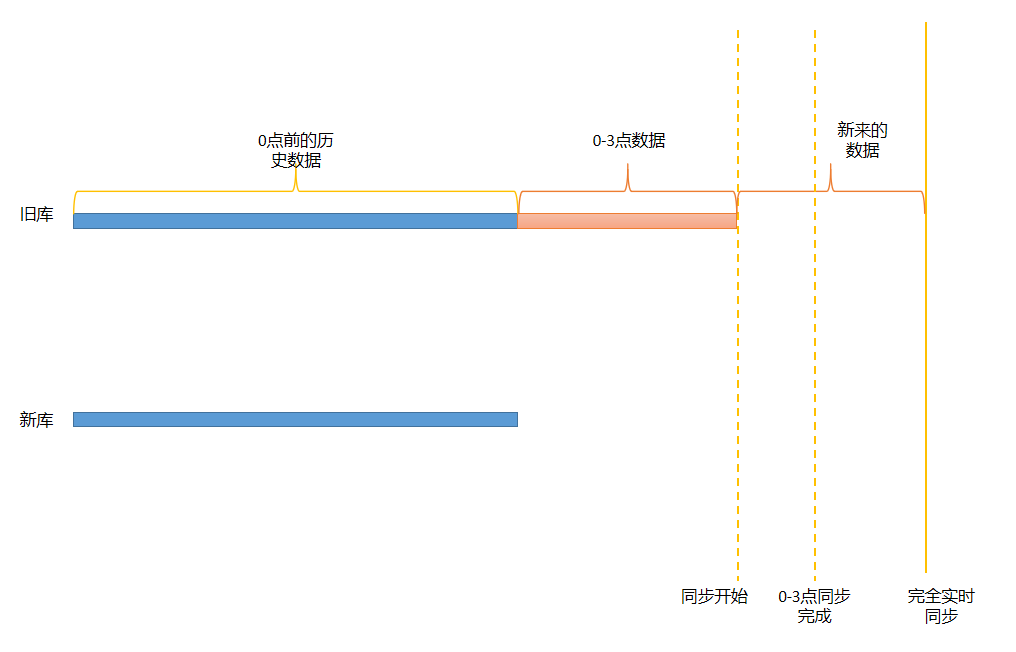 0点前的历
史数据
0-3点数据
新来的
数据
旧库
新库
同步开始
0-3点同步
完成
完全实时
同步